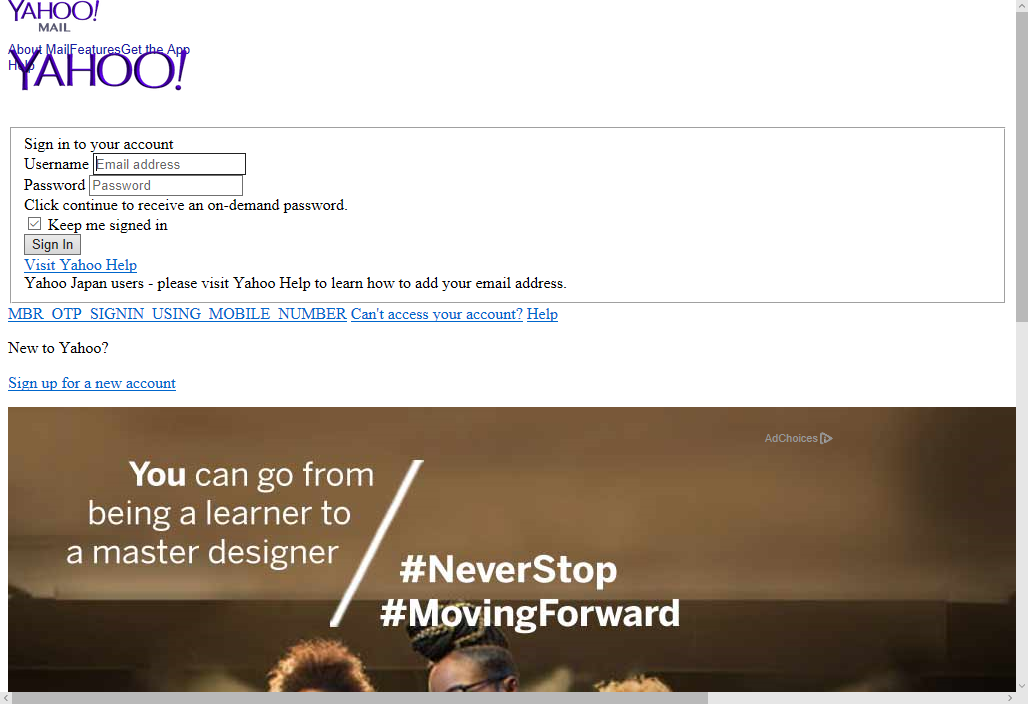 YAHOO!
MAIL
About MailFeaturesGet the App
Help
YAHOO!
Sign in to your account
Username Email address
Password Password
Click continue to receive an on-demand password.
Keep me signed in
Sign In
Visit Yahoo Help
Yahoo Japan users - please visit Yahoo Help to learn how to add your email address.
MBR_OTP_SIGNIN_USING_MOBILE_NUMBER Can't access your account? Help
New to Yahoo?
Sign up for a new account
AdChoices
You can go from
being a learner to
a master designer
#NeverStop
#MovingForward